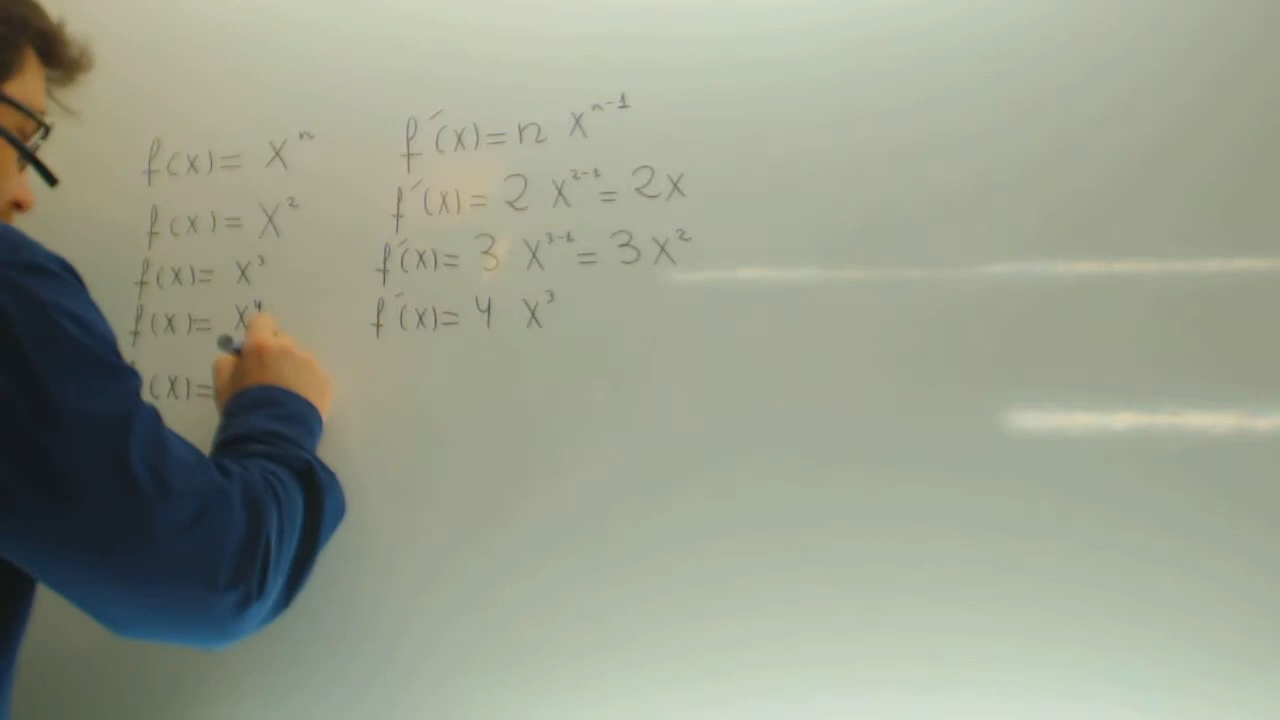 f(x) = x^n f´(x) = n x^{n-1}
f(x) = x^2 f´(x) = 2 x^{2-1} = 2x
f(x) = x^3 f´(x) = 3 x^{3-1} = 3x^2
f(x) = x^4 f´(x) = 4 x^3
(x) =